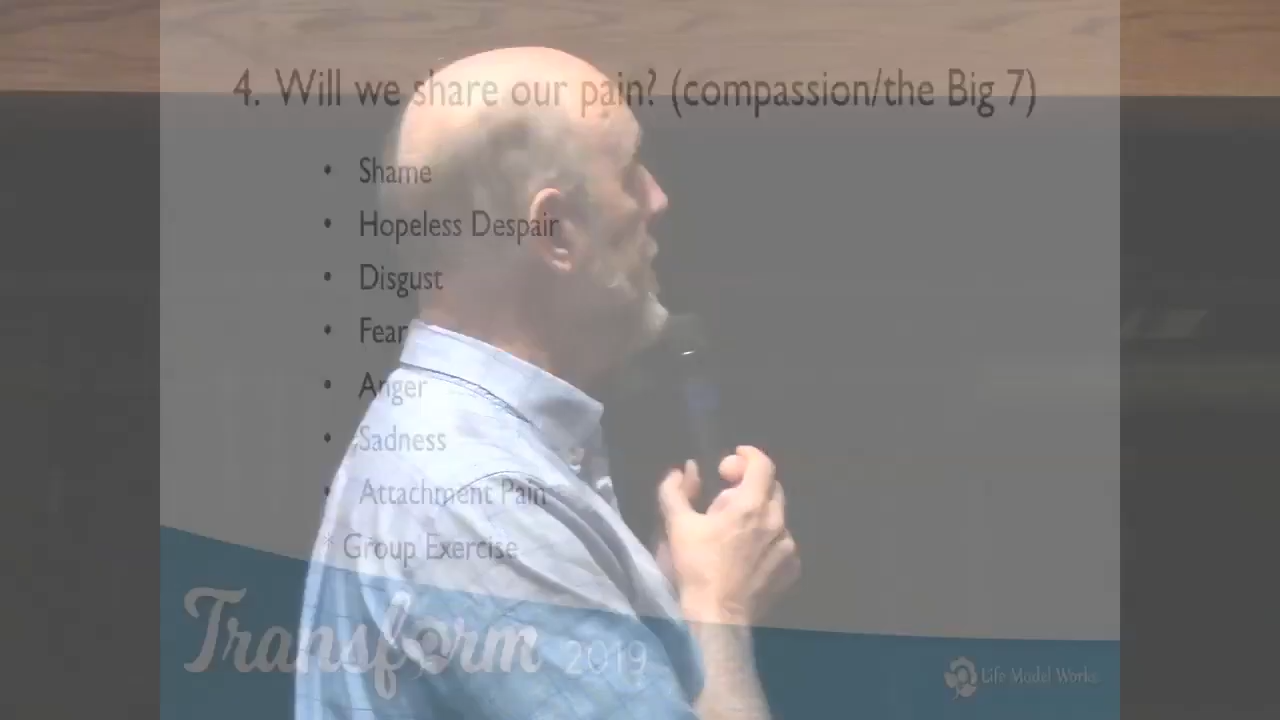 4. Will we share our pain? (compassion/the Big 7)
• Shame
• Hopeless Despair
• Disgust
• Fear
• Anger
• Sadness
• Attachment Pain
* Group Exercise
Transform 2019
Life Model Works